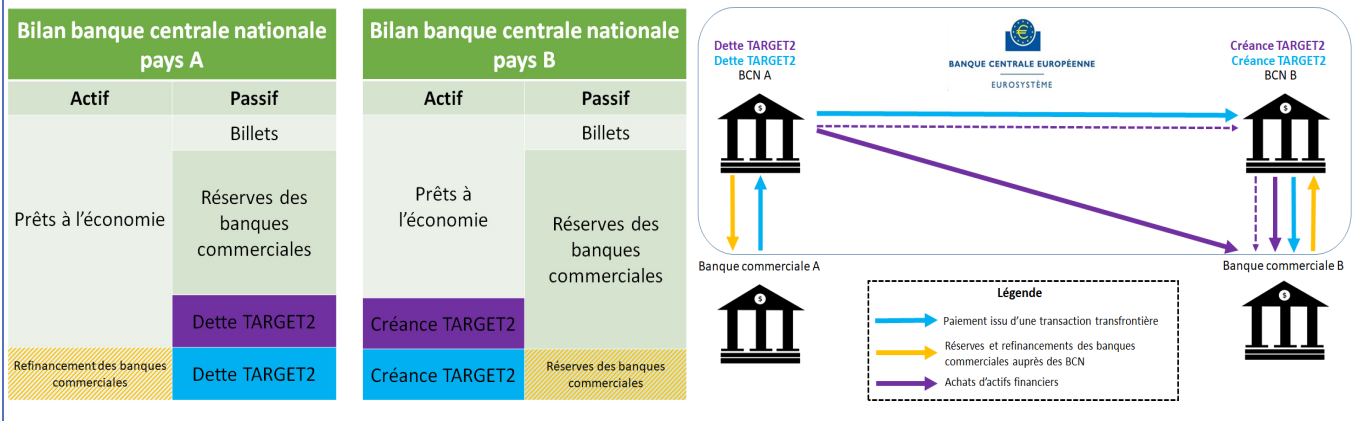 Bilan banque centrale nationale
pays A
Actif
Passif
Billets
Prêts à l'économie
Réserves des
banques
commerciales
Dette TARGET2
Refinancement des banques
commerciales
Dette TARGET2
Bilan banque centrale nationale
pays B
Actif
Passif
Billets
Prêts à
l'économie
Réserves des
banques
commerciales
Créance TARGET2
Créance TARGET2
Réserves des banques
commerciales
Dette TARGET2
Dette TARGET2
BCN A
BANQUE CENTRALE EUROPÉENNE
EUROSYSTÈME
Créance TARGET2
Créance TARGET2
BCN B
$
$
Banque commerciale A
Banque commerciale B
$
$
Légende
Paiement issu d'une transaction transfrontière
Réserves et refinancements des banques
commerciales auprès des BCN
Achats d'actifs financiers